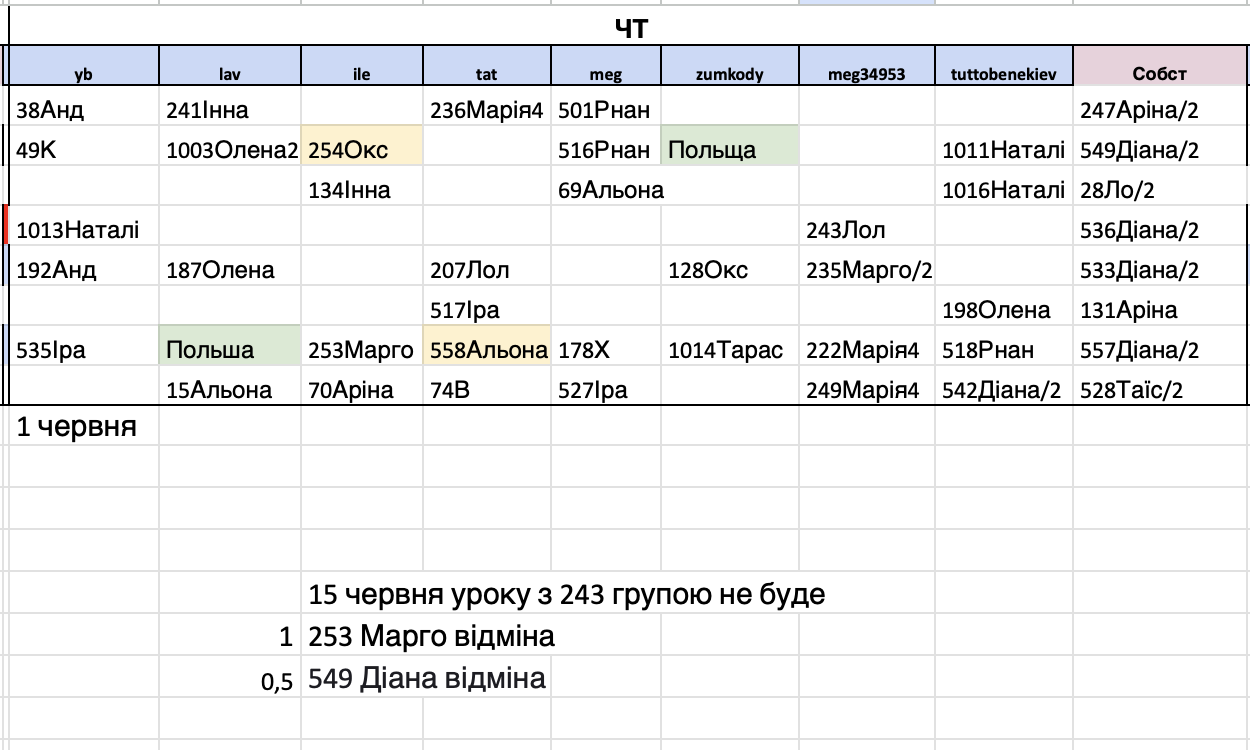 ЧТ
yb lav ile tat meg zumkody meg34953 tuttobenekiev Собст
38Анд 241Інна 236Марія4 501Рнан 247Аріна/2
49К 1003Олена2 254Окс 516Рнан Польща 1011Наталі 549Діана/2
134Інна 69Альона 1016Наталі 28Ло/2
1013Наталі 243Лол 536Діана/2
192Анд 187Олена 207Лол 128Окс 235Марго/2 533Діана/2
517Іра 198Олена 131Аріна
535Іра Польша 253Марго 558Альона 178Х 1014Тарас 222Марія4 518Рнан 557Діана/2
15Альона 70Аріна 74В 527Іра 249Марія4 542Діана/2 528Таїс/2
1 червня
15 червня уроку з 243 групою не буде
1 253 Марго відміна
0,5 549 Діана відміна